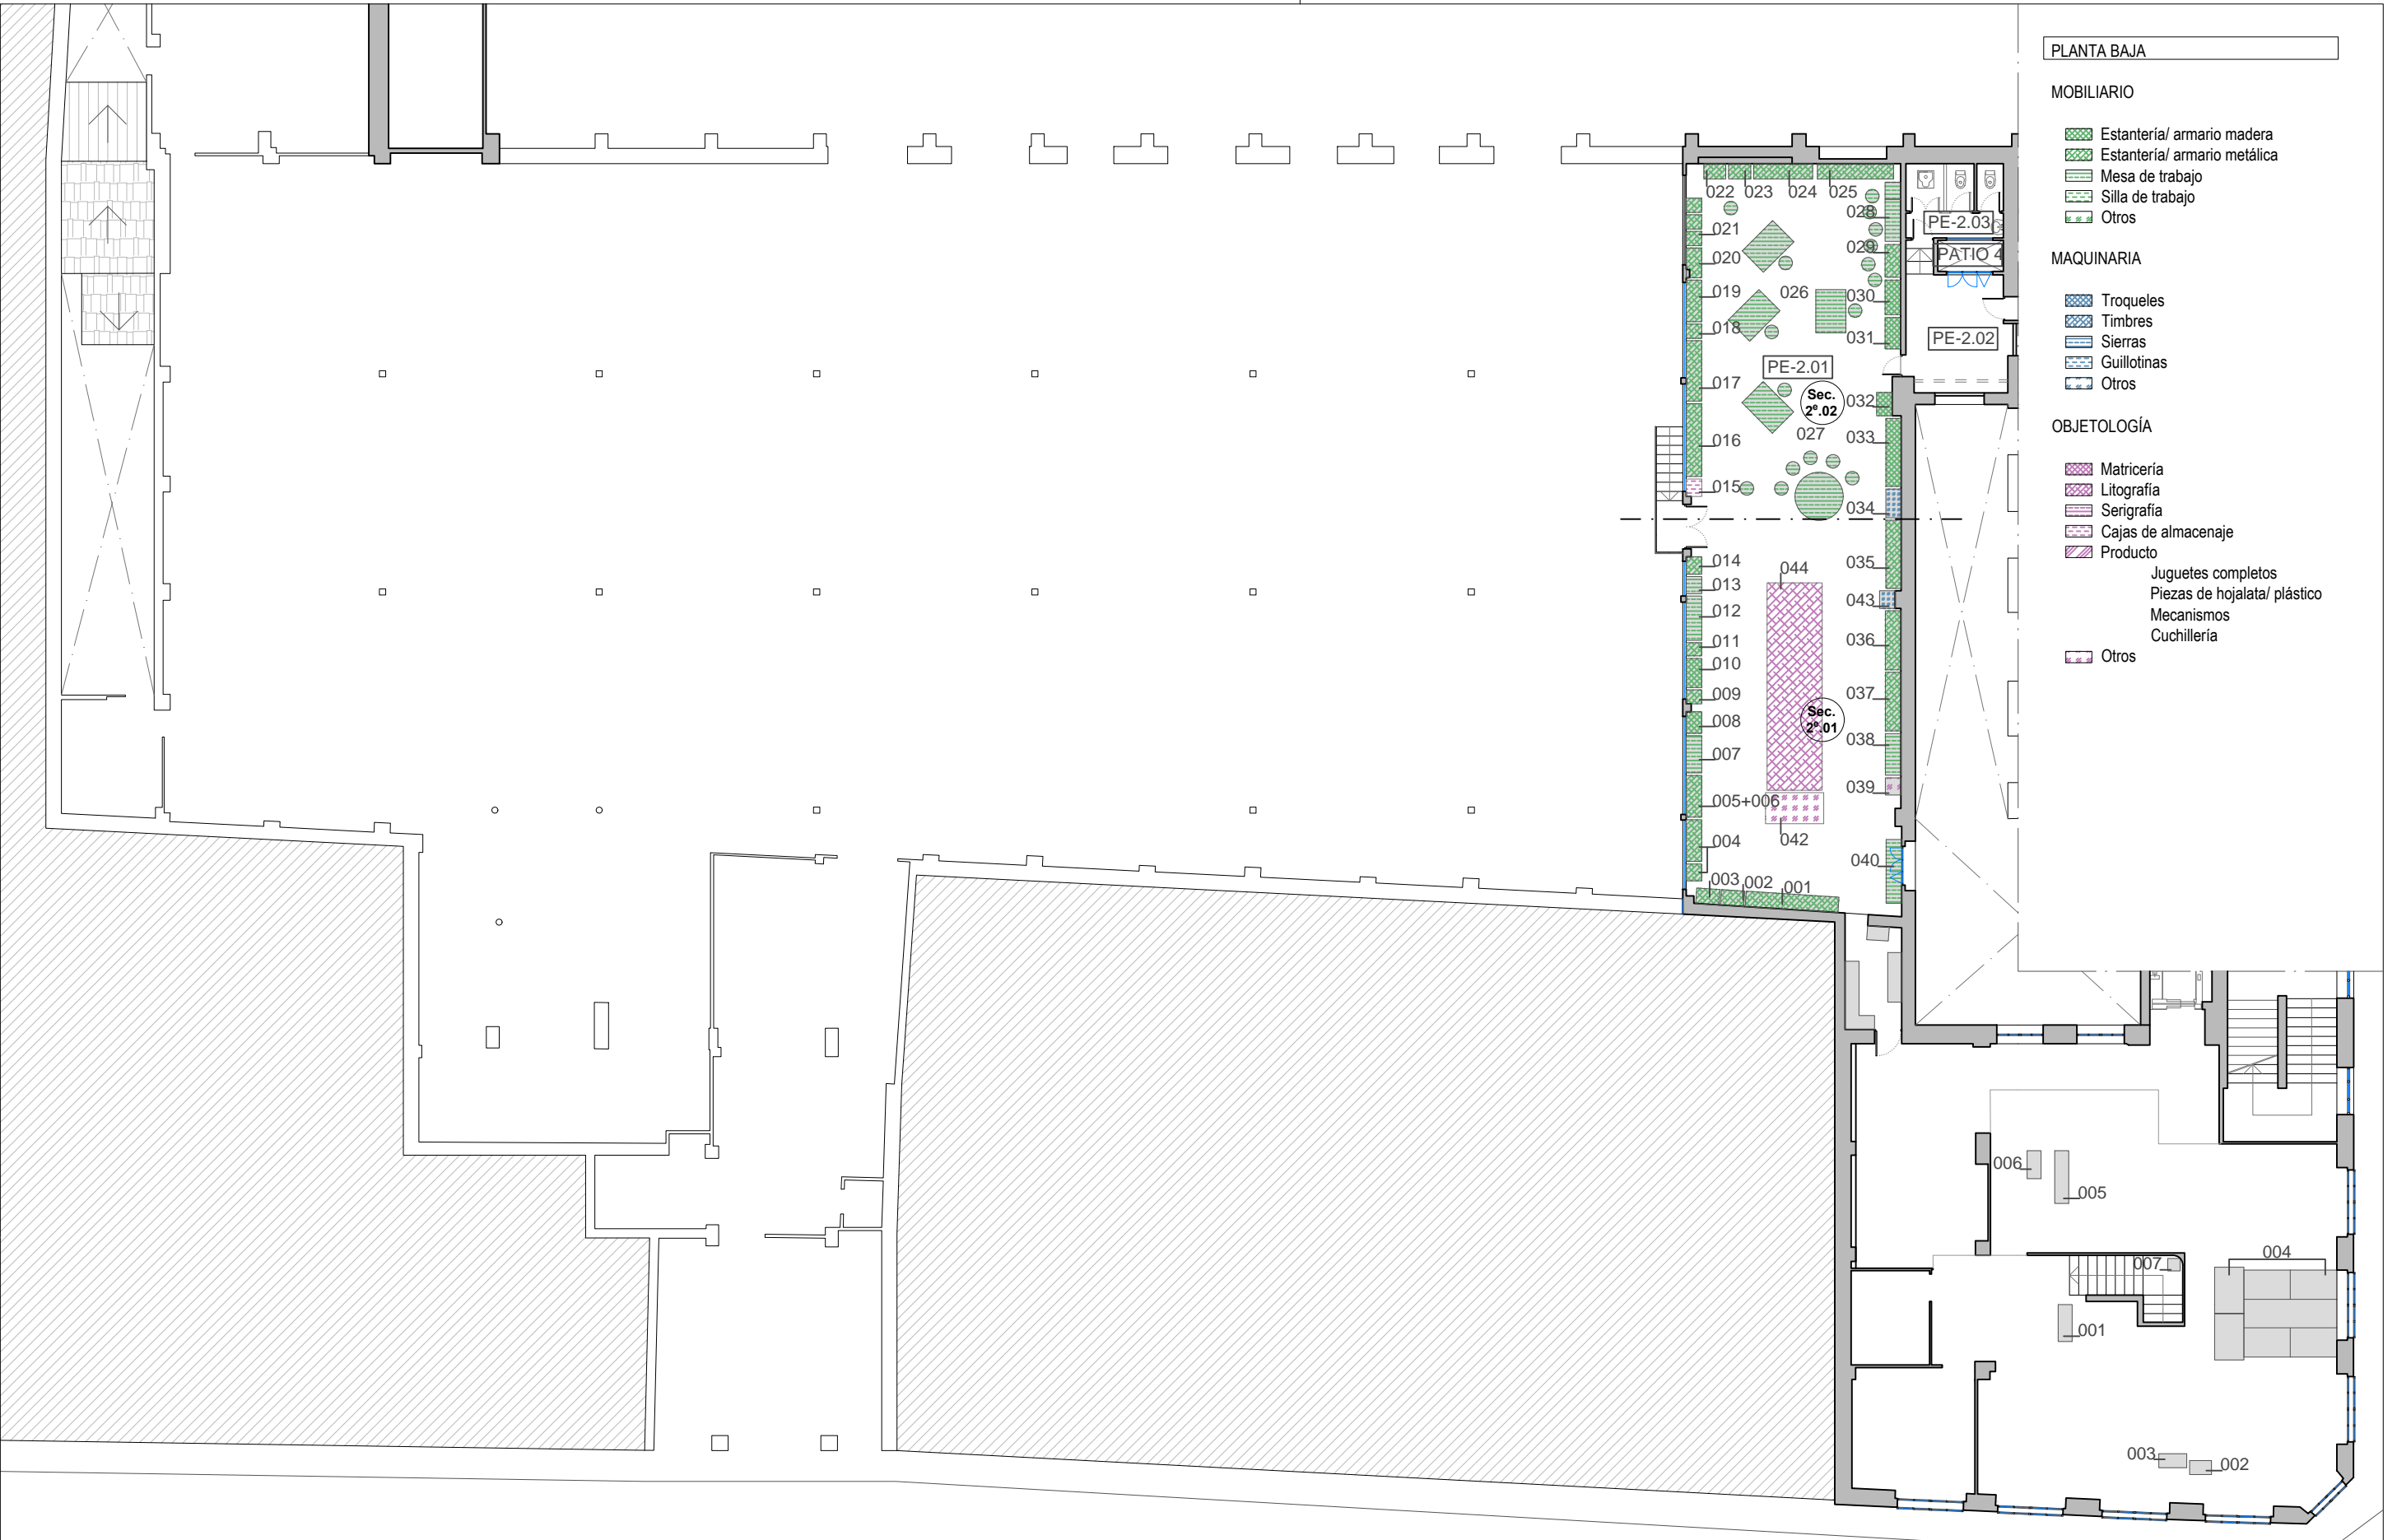 PLANTA BAJA
MOBILIARIO
Estantería/ armario madera
Estantería/ armario metálica
Mesa de trabajo
Silla de trabajo
Otros
MAQUINARIA
Troqueles
Timbres
Sierras
Guillotinas
Otros
OBJETOLOGÍA
Matricería
Litografía
Serigrafía
Cajas de almacenaje
Producto
Juguetes completos
Piezas de hojalata/ plástico
Mecanismos
Cuchillería
Otros
022
023
024
025
021
020
019
018
017
016
015
026
027
028
029
030
031
032
033
034
PE-2.01
Sec.
2ª.02
PE-2.03
PATIO 4
PE-2.02
014
013
012
011
010
009
008
007
005+006
004
003
002
001
044
042
035
043
036
037
038
039
040
Sec.
2ª.01
006
005
007
004
001
003
002